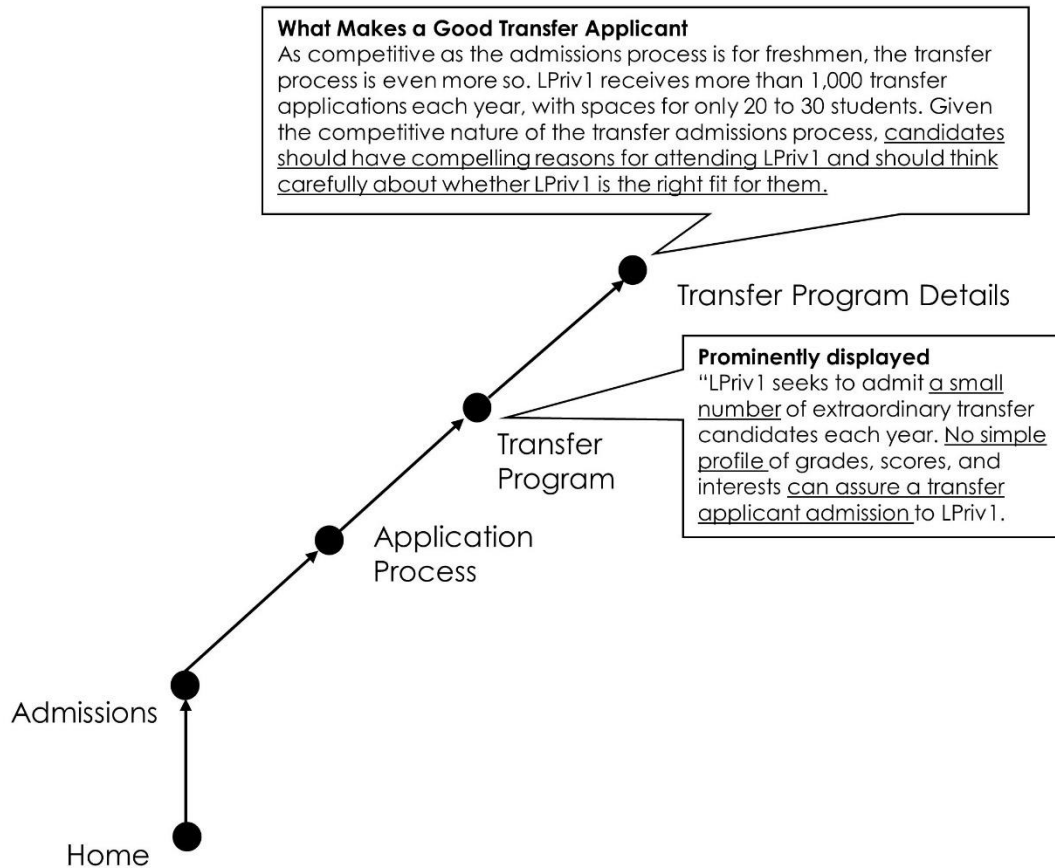 What Makes a Good Transfer Applicant
As competitive as the admissions process is for freshmen, the transfer
process is even more so. LPriv1 receives more than 1,000 transfer
applications each year, with spaces for only 20 to 30 students. Given
the competitive nature of the transfer admissions process, candidates
should have compelling reasons for attending LPriv1 and should think
carefully about whether LPriv1 is the right fit for them.
Transfer Program Details
Prominently displayed
“LPriv1 seeks to admit a small
number of extraordinary transfer
candidates each year. No simple
profile of grades, scores, and
interests can assure a transfer
applicant admission to LPriv1.
Transfer
Program
Application
Process
Admissions
Home